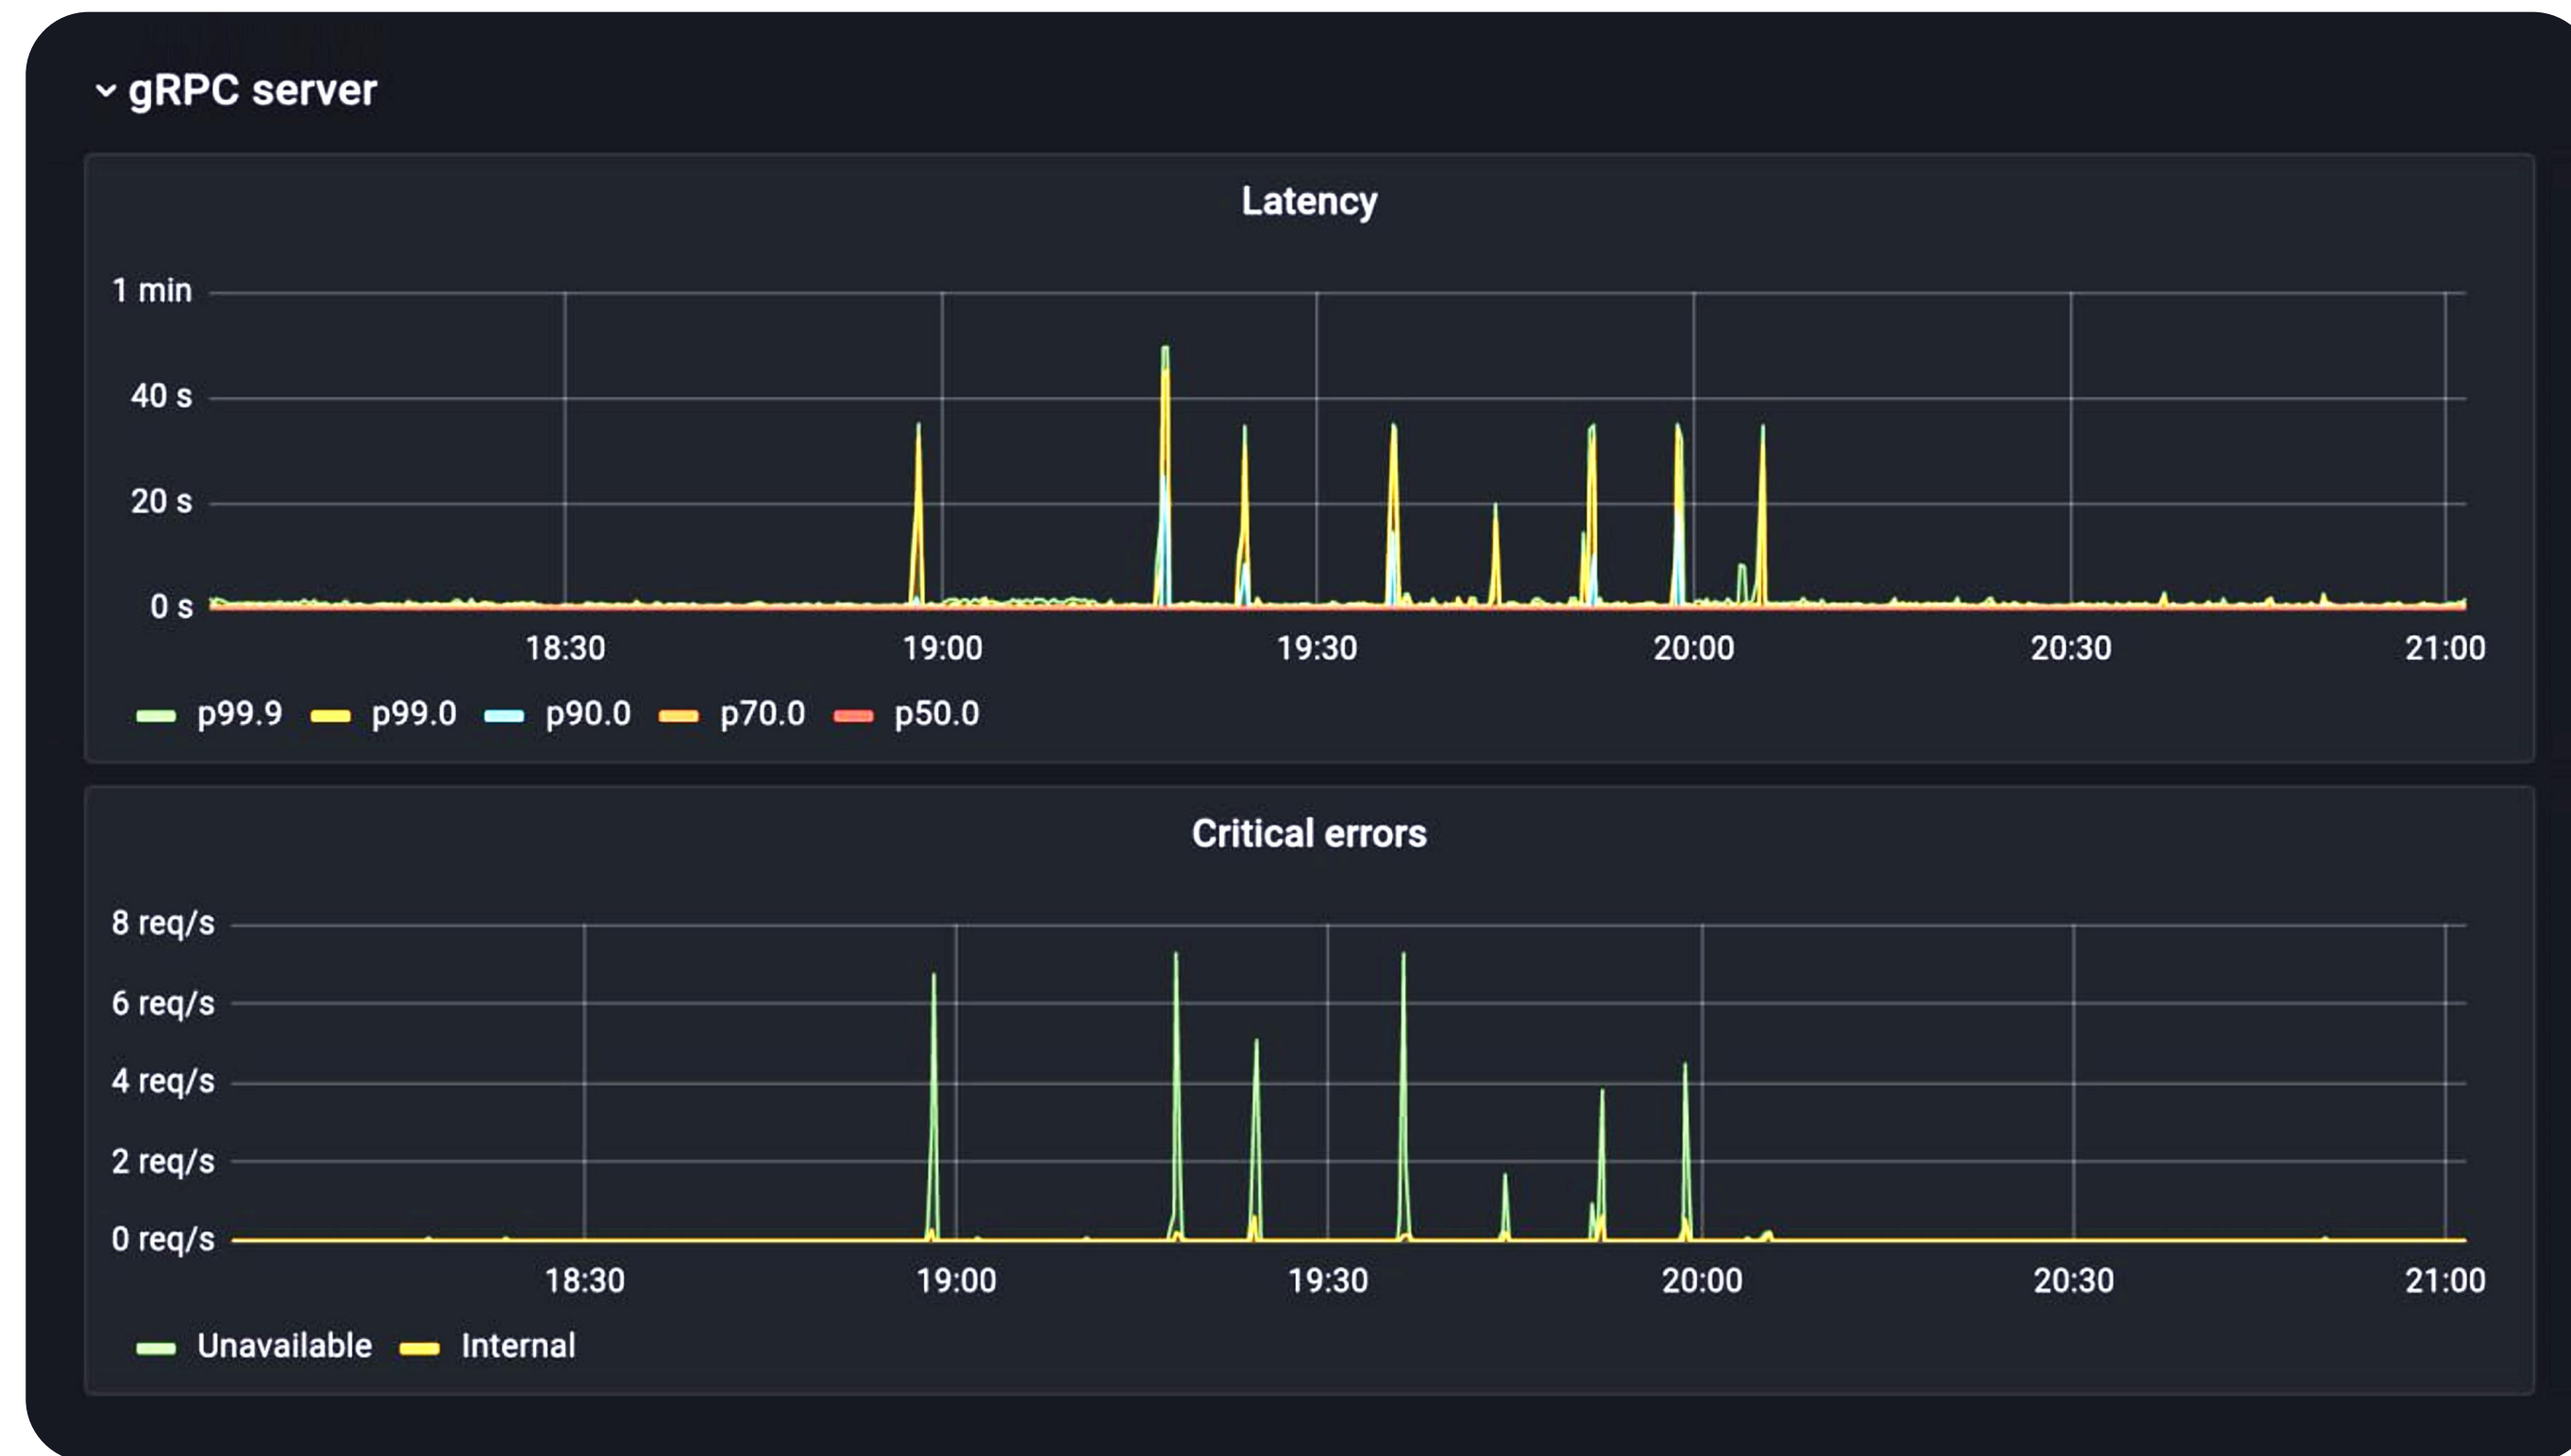 gRPC server
Latency
1 min
40 s
20 s
0 s
18:30 19:00 19:30 20:00 20:30 21:00
p99.9 p99.0 p90.0 p70.0 p50.0
Critical errors
8 req/s
6 req/s
4 req/s
2 req/s
0 req/s
18:30 19:00 19:30 20:00 20:30 21:00
Unavailable Internal